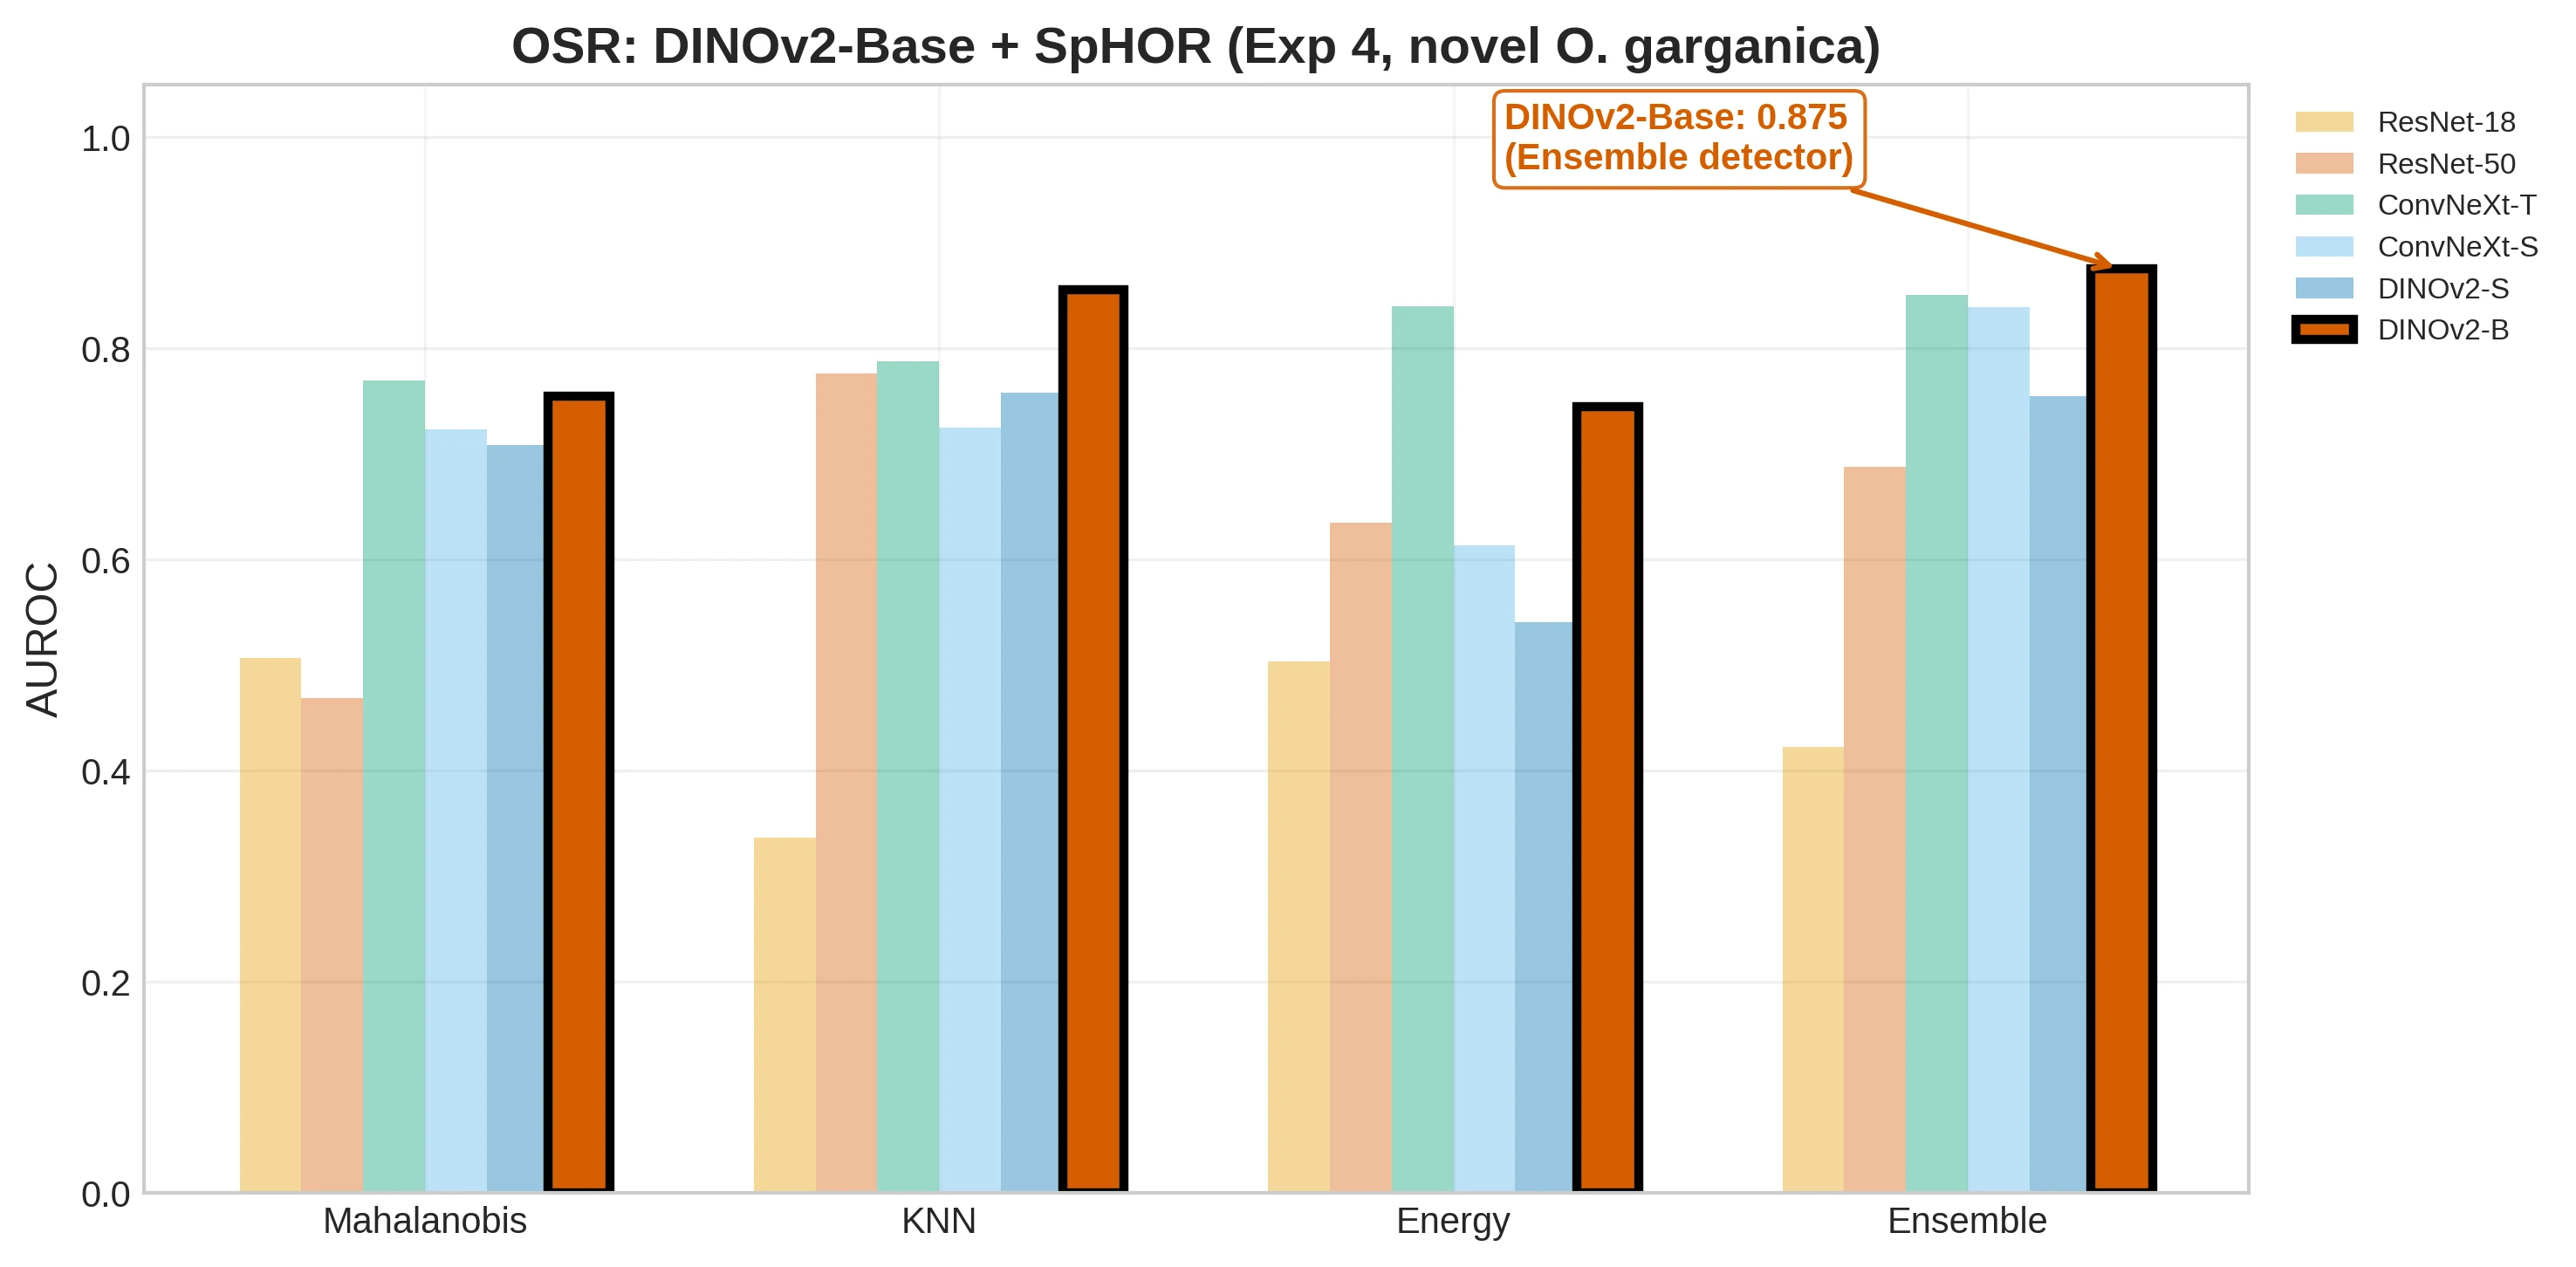 OSR: DINOv2-Base + SpHOR (Exp 4, novel O. garganica)
DINOv2-Base: 0.875
(Ensemble detector)
ResNet-18
ResNet-50
ConvNeXt-T
ConvNeXt-S
DINOv2-S
DINOv2-B
AUROC
1.0
0.8
0.6
0.4
0.2
0.0
Mahalanobis
KNN
Energy
Ensemble